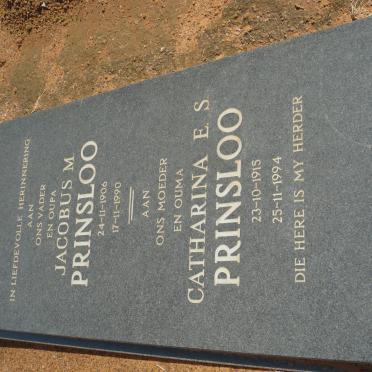 IN LIEFDEVOLLE HERINNERING
AAN
ONS VADER
EN OUPA
JACOBUS M.
PRINSLOO
24-11-1906
17-11-1990
AAN
ONS MOEDER
EN OUMA
CATHARINA E. S.
PRINSLOO
23-10-1915
25-11-1994
DIE HERE IS MY HERDER